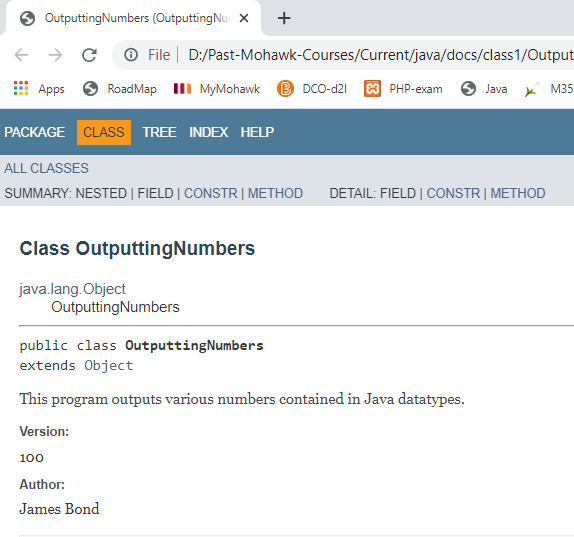 OutputtingNumbers (OutputtingNu
File D:/Past-Mohawk-Courses/Current/java/docs/class1/Output
Apps RoadMap MyMohawk DCO-d2l PHP-exam Java M35
PACKAGE CLASS TREE INDEX HELP
ALL CLASSES
SUMMARY: NESTED | FIELD | CONSTR | METHOD DETAIL: FIELD | CONSTR | METHOD
Class OutputtingNumbers
java.lang.Object
OutputtingNumbers
public class OutputtingNumbers
extends Object
This program outputs various numbers contained in Java datatypes.
Version:
100
Author:
James Bond